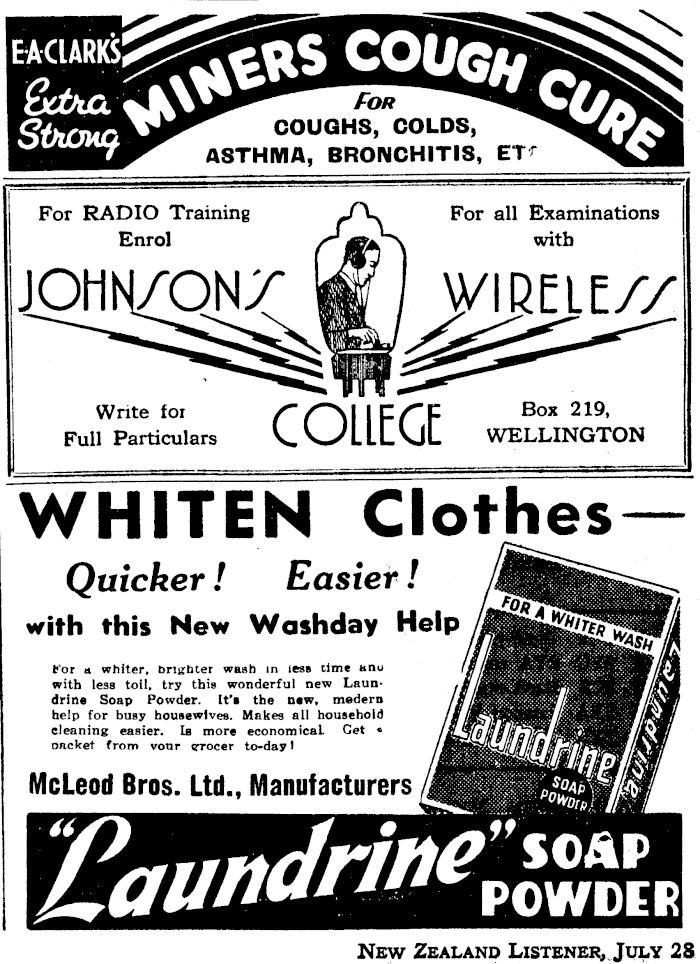 E·A·CLARK'S
Extra
Strong
MINERS COUGH CURE
FOR
COUGHS, COLDS,
ASTHMA, BRONCHITIS, ETC
For RADIO Training
Enrol
For all Examinations
with
JOHNSON'S WIRELESS
COLLEGE
Write for
Full Particulars
Box 219,
WELLINGTON
WHITEN Clothes—
Quicker! Easier!
with this New Washday Help
For a whiter, brighter wash in less time and
with less toil, try this wonderful new Laun-
drine Soap Powder. It's the new, modern
help for busy housewives. Makes all household
cleaning easier. Is more economical. Get a
packet from your grocer to-day!
McLeod Bros. Ltd., Manufacturers
FOR A WHITER WASH
Laundrine
SOAP
POWDER
Laundrine
"Laundrine" SOAP
POWDER
NEW ZEALAND LISTENER, JULY 28